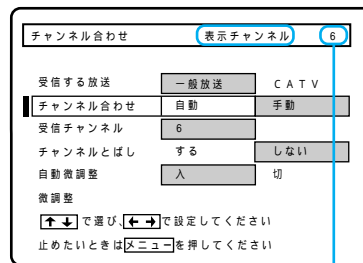 チャンネル合わせ 表示チャンネル 6
受信する放送 一般放送 CATV
チャンネル合わせ 自動 手動
受信チャンネル 6
チャンネルとばし する しない
自動微調整 入 切
微調整
↑↓で選び、←→で設定してください
止めたいときはメニューを押してください